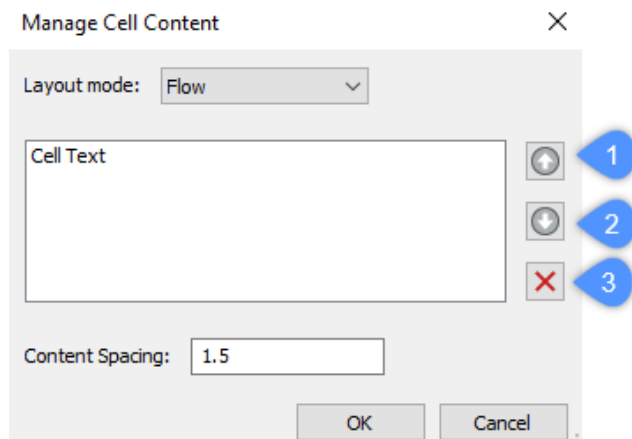 Manage Cell Content
Layout mode: Flow
Cell Text
1
2
3
Content Spacing: 1.5
OK Cancel